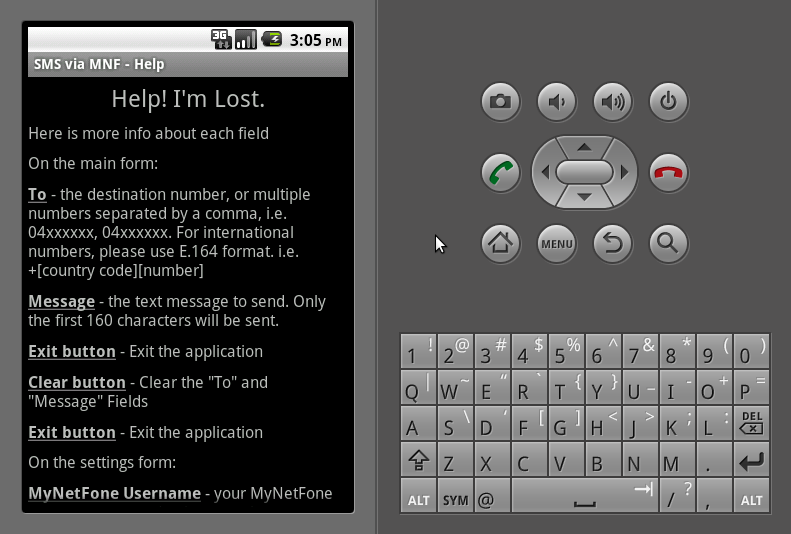 3G 3:05 PM
SMS via MNF - Help
Help! I'm Lost.
Here is more info about each field
On the main form:
To - the destination number, or multiple
numbers separated by a comma, i.e.
04xxxxxx, 04xxxxxx. For international
numbers, please use E.164 format. i.e.
+[country code][number]
Message - the text message to send. Only
the first 160 characters will be sent.
Exit button - Exit the application
Clear button - Clear the "To" and
"Message" Fields
Exit button - Exit the application
On the settings form:
MyNetFone Username - your MyNetFone
MENU
1 ! 2 @ 3 # 4 $ 5 % 6 ^ 7 & 8 * 9 ( 0 )
Q | W ~ E “ R ` T { Y } U _ I - O + P =
A S \ D ‘ F [ G ] H < J > K ; L : DEL
Z X C V B N M .
ALT SYM @ / ? , ALT